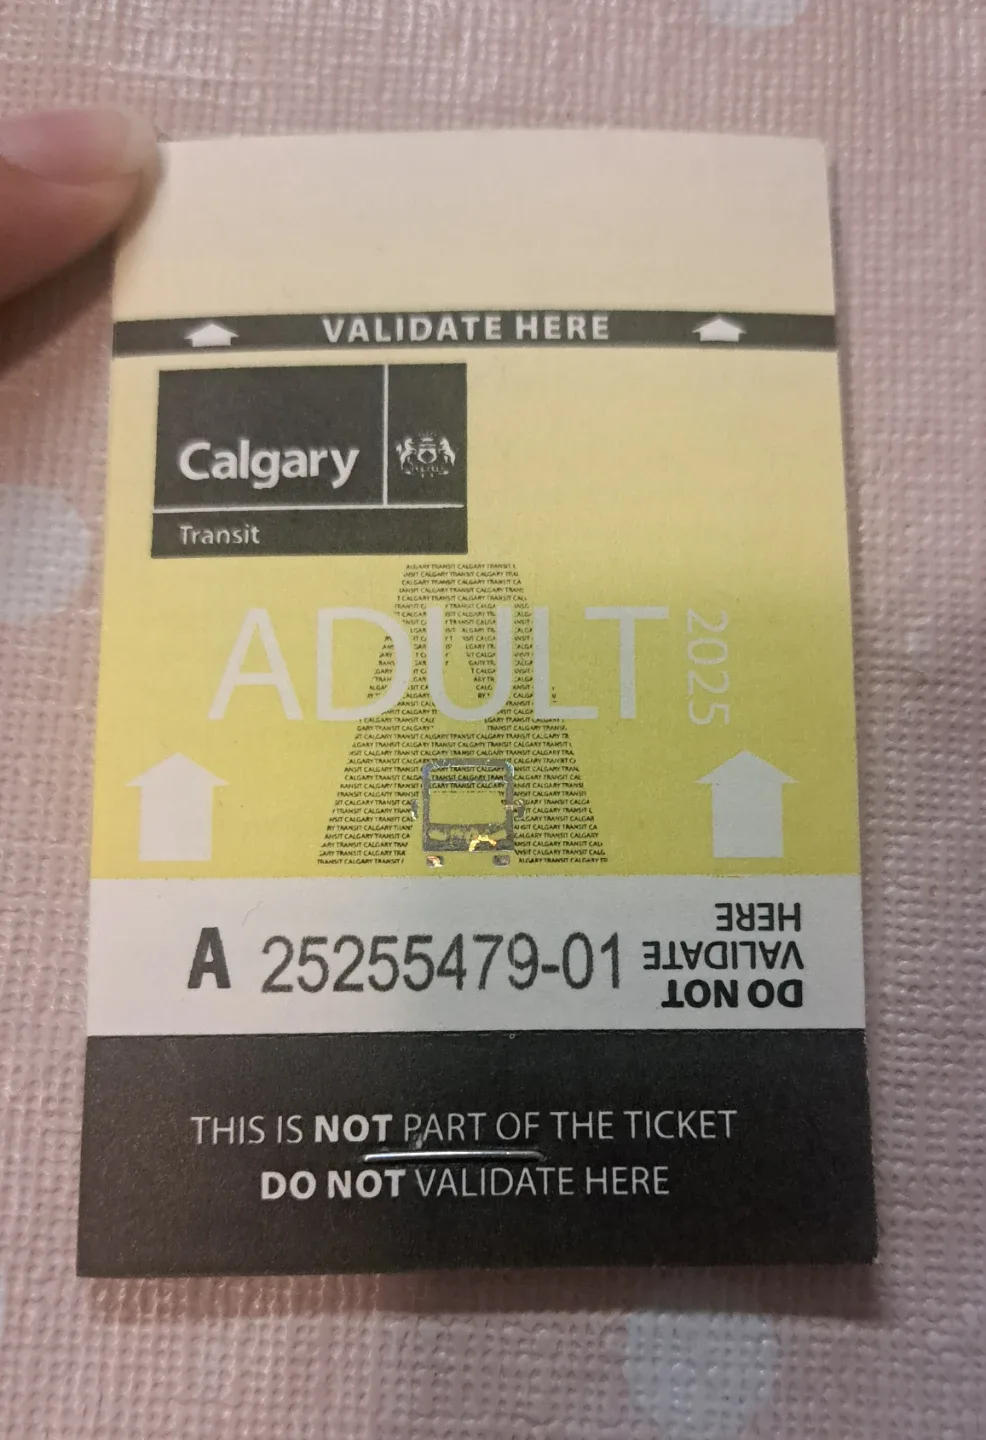 VALIDATE HERE
Calgary
Transit
ADULT
2025
A 25255479-01
DO NOT
VALIDATE
HERE
THIS IS NOT PART OF THE TICKET
DO NOT VALIDATE HERE